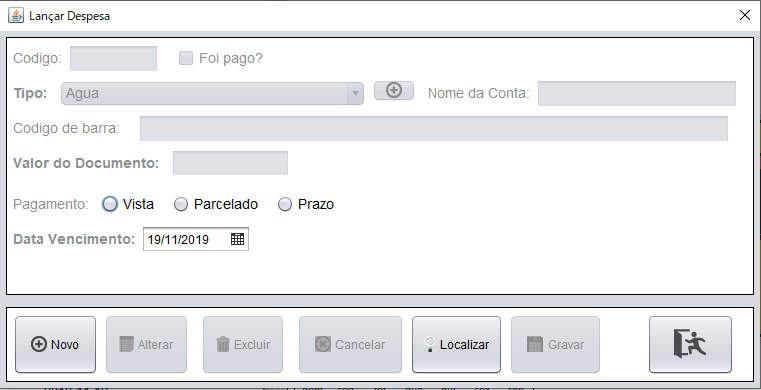 Lançar Despesa
Codigo: Foi pago?
Tipo: Agua Nome da Conta:
Codigo de barra:
Valor do Documento:
Pagamento: Vista Parcelado Prazo
Data Vencimento: 19/11/2019
Novo Alterar Excluir Cancelar Localizar Gravar